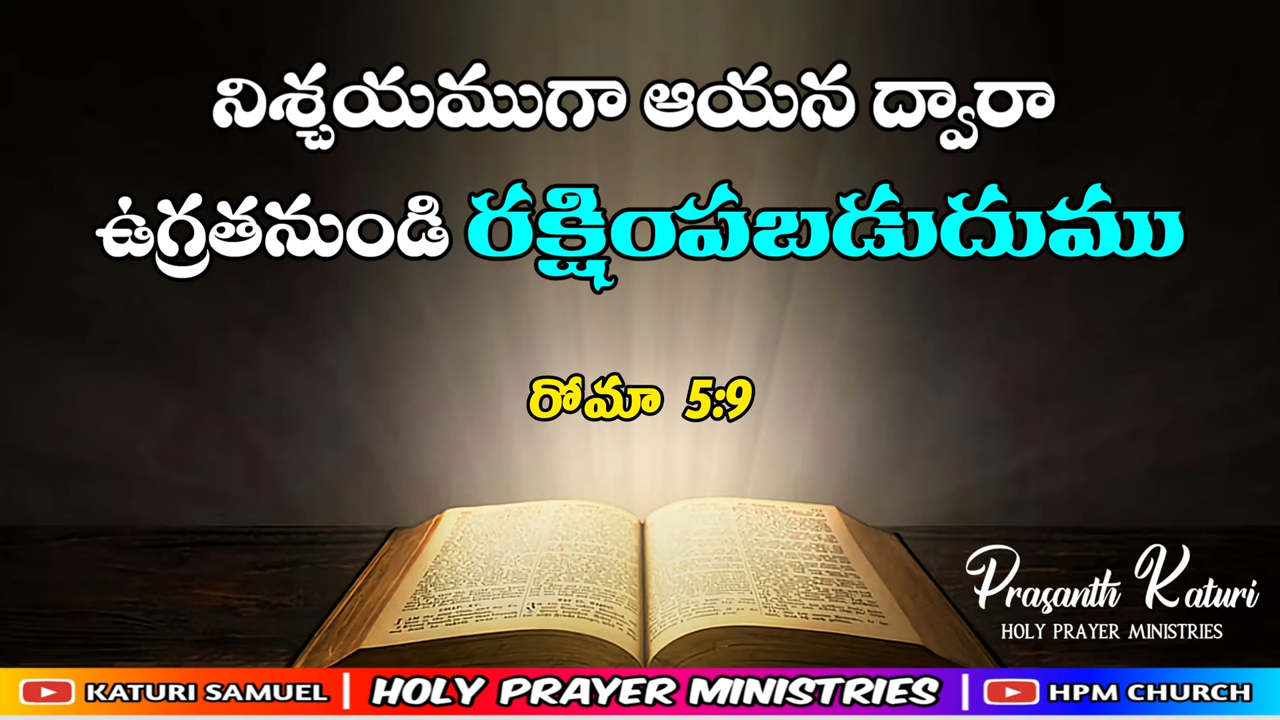 నిశ్చయముగా ఆయన ద్వారా
ఉగ్రతనుండి రక్షింపబడుదుము
రోమా 5:9
Prasanth Katuri
HOLY PRAYER MINISTRIES
KATURI SAMUEL | HOLY PRAYER MINISTRIES | HPM CHURCH